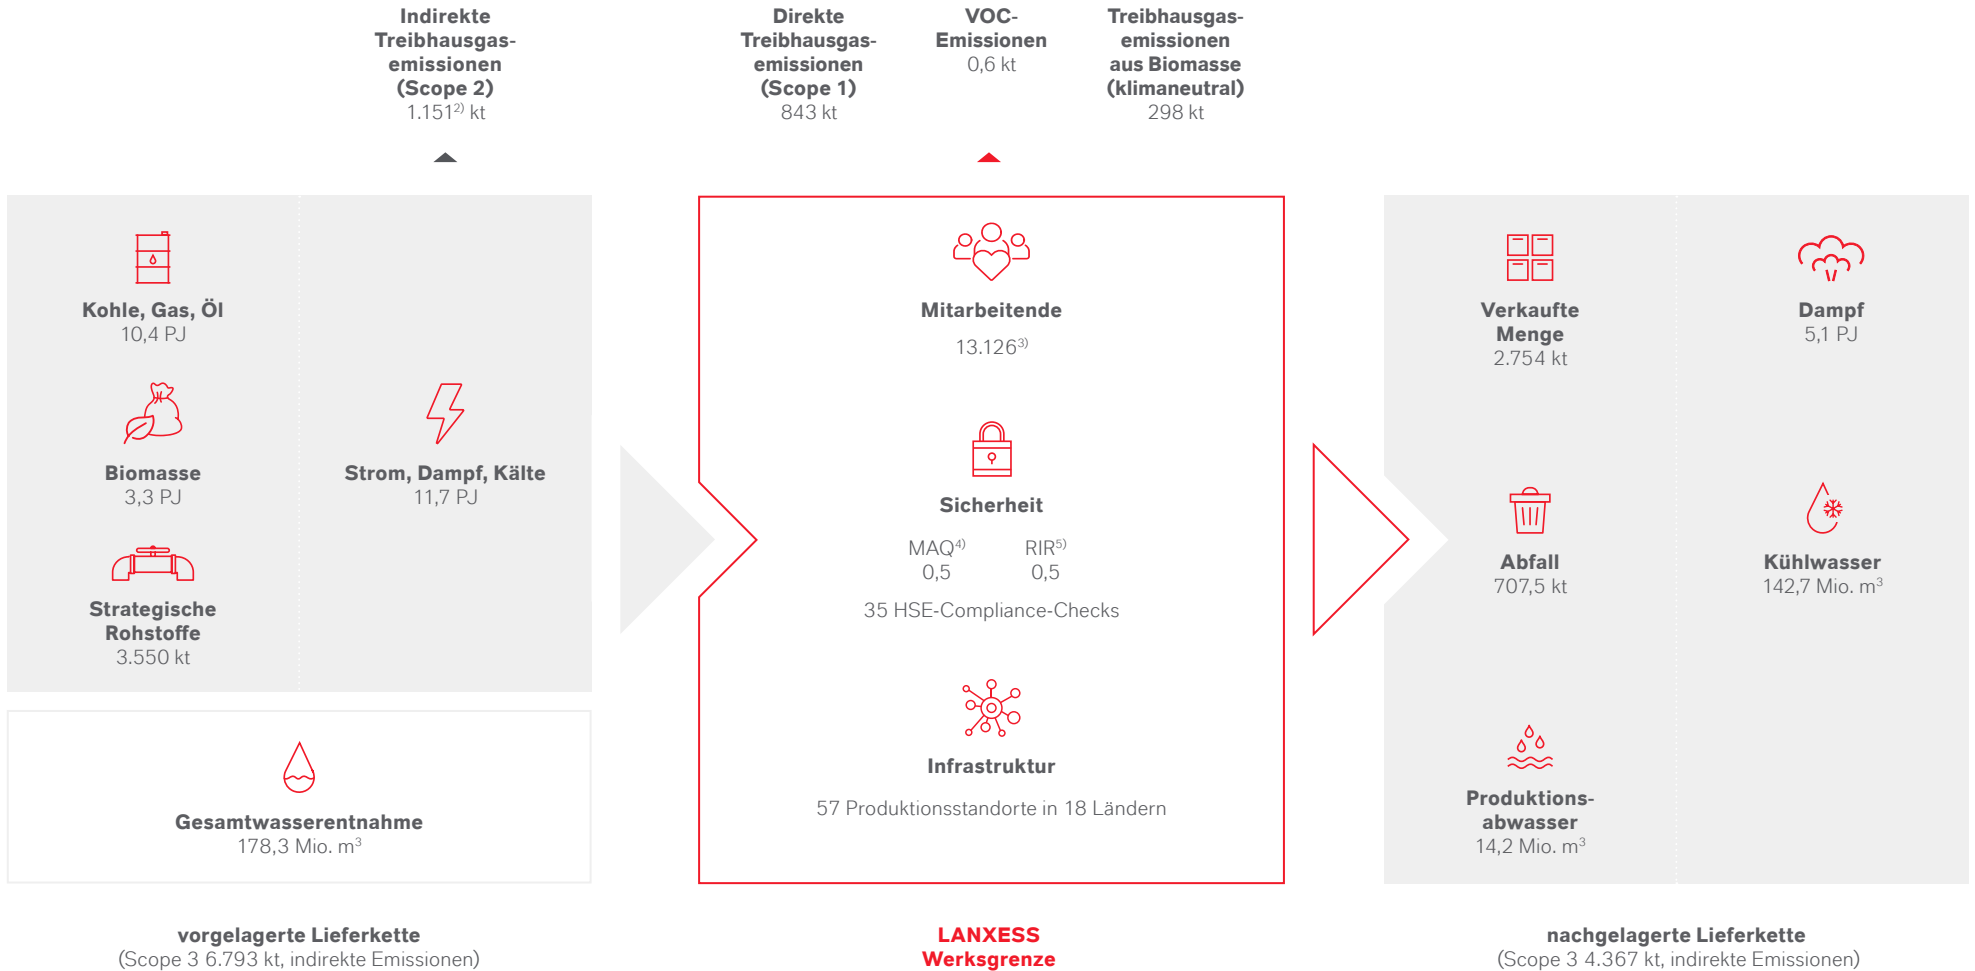 Indirekte
Treibhausgas-
emissionen
(Scope 2)
1.151²⁾ kt
Direkte
Treibhausgas-
emissionen
(Scope 1)
843 kt
VOC-
Emissionen
0,6 kt
Treibhausgas-
emissionen
aus Biomasse
(klimaneutral)
298 kt
Kohle, Gas, Öl
10,4 PJ
Biomasse
3,3 PJ
Strategische
Rohstoffe
3.550 kt
Strom, Dampf, Kälte
11,7 PJ
Gesamtwasserentnahme
178,3 Mio. m³
vorgelagerte Lieferkette
(Scope 3 6.793 kt, indirekte Emissionen)
Mitarbeitende
13.126³⁾
Sicherheit
MAQ⁴⁾ RIR⁵⁾
0,5 0,5
35 HSE-Compliance-Checks
Infrastruktur
57 Produktionsstandorte in 18 Ländern
LANXESS
Werksgrenze
Verkaufte
Menge
2.754 kt
Dampf
5,1 PJ
Abfall
707,5 kt
Kühlwasser
142,7 Mio. m³
Produktions-
abwasser
14,2 Mio. m³
nachgelagerte Lieferkette
(Scope 3 4.367 kt, indirekte Emissionen)